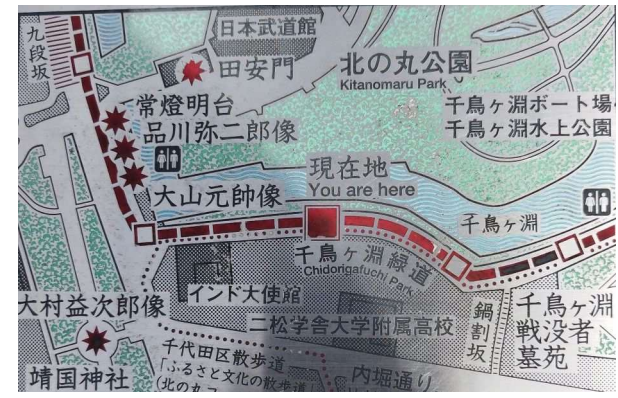 九段坂
日本武道館
田安門
北の丸公園
Kitanomaru Park
千鳥ヶ淵ボート場
千鳥ヶ淵水上公園
常燈明台
品川弥二郎像
大山元帥像
現在地
You are here
千鳥ヶ淵
千鳥ヶ淵緑道
Chidorigafuchi Park
インド大使館
二松学舎大学附属高校
鍋割坂
千鳥ヶ淵
戦没者
墓苑
大村益次郎像
靖国神社
千代田区散歩道
「ふるさと文化の散歩道」
(北の丸コ
内堀通り